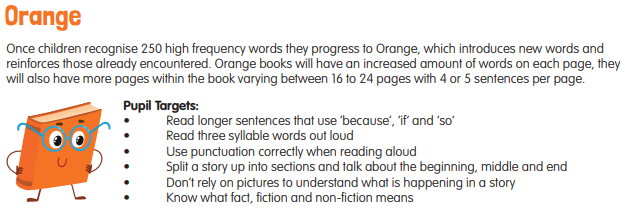 Orange
Once children recognise 250 high frequency words they progress to Orange, which introduces new words and
reinforces those already encountered. Orange books will have an increased amount of words on each page, they
will also have more pages within the book varying between 16 to 24 pages with 4 or 5 sentences per page.
Pupil Targets:
• Read longer sentences that use ‘because’, ‘if’ and ‘so’
• Read three syllable words out loud
• Use punctuation correctly when reading aloud
• Split a story up into sections and talk about the beginning, middle and end
• Don’t rely on pictures to understand what is happening in a story
• Know what fact, fiction and non-fiction means